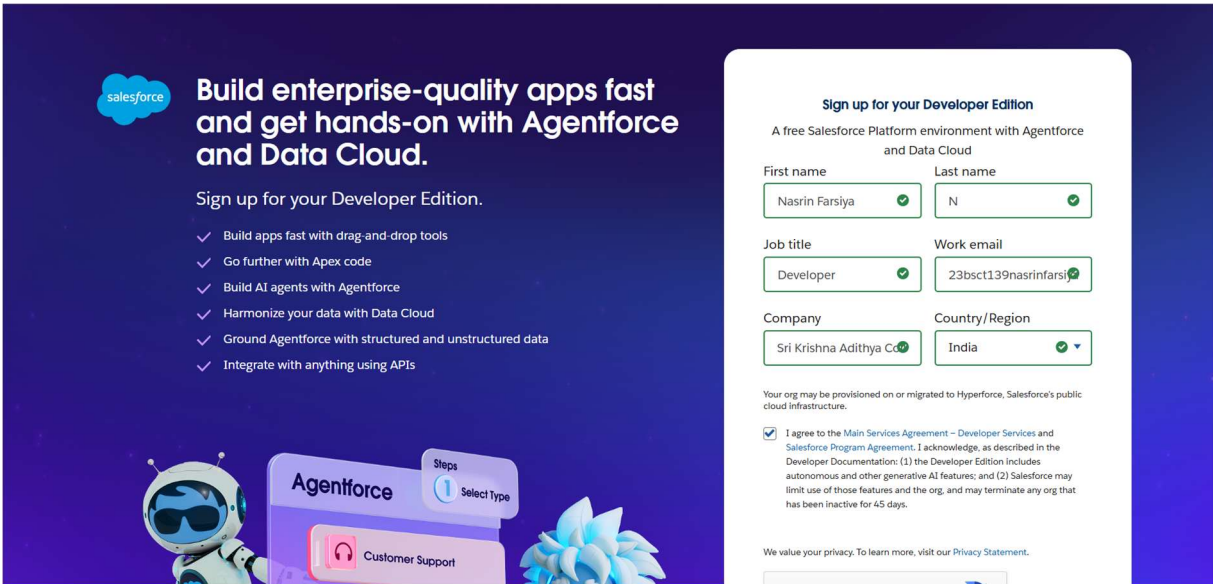 salesforce
Build enterprise-quality apps fast
and get hands-on with Agentforce
and Data Cloud.
Sign up for your Developer Edition.
Build apps fast with drag-and-drop tools
Go further with Apex code
Build AI agents with Agentforce
Harmonize your data with Data Cloud
Ground Agentforce with structured and unstructured data
Integrate with anything using APIs
Agentforce
Steps
1 Select Type
Customer Support
Sign up for your Developer Edition
A free Salesforce Platform environment with Agentforce
and Data Cloud
First name Last name
Nasrin Farsiya N
Job title Work email
Developer 23bsct139nasrinfarsiy
Company Country/Region
Sri Krishna Adithya Co India
Your org may be provisioned on or migrated to Hyperforce, Salesforce's public
cloud infrastructure.
I agree to the Main Services Agreement – Developer Services and
Salesforce Program Agreement. I acknowledge, as described in the
Developer Documentation: (1) the Developer Edition includes
autonomous and other generative AI features; and (2) Salesforce may
limit use of those features and the org, and may terminate any org that
has been inactive for 45 days.
We value your privacy. To learn more, visit our Privacy Statement.